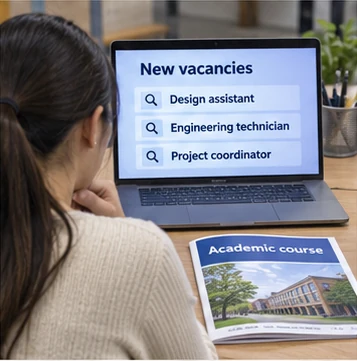 New vacancies
Design assistant
Engineering technician
Project coordinator
Academic course